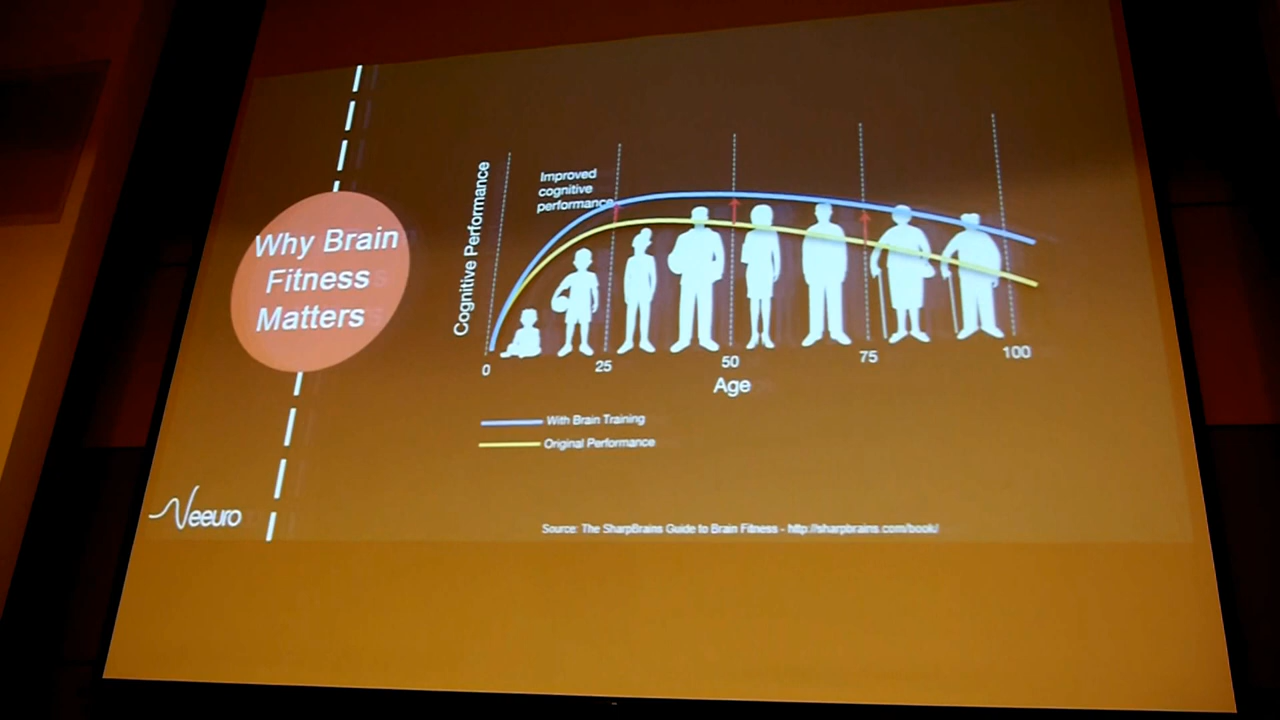 Why Brain
Fitness
Matters
Cognitive Performance
Improved
cognitive
performance
0
25
50
75
100
Age
With Brain Training
Original Performance
Neeuro
Source: The SharpBrains Guide to Brain Fitness - http://sharpbrains.com/book/